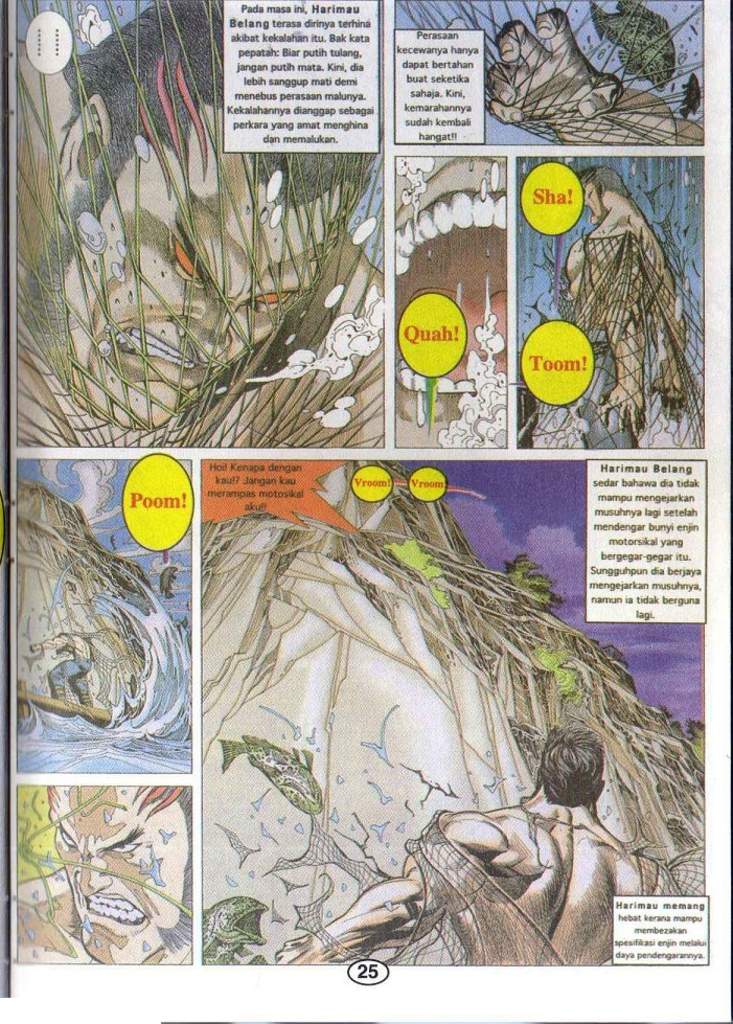 Pada masa ini, Harimau
Belang terasa dirinya terhina
akibat kekalahan itu. Bak kata
pepatah: Biar putih tulang,
jangan putih mata. Kini, dia
lebih sanggup mati demi
menebus perasaan malunya.
Kekalahannya dianggap sebagai
perkara yang amat menghina
dan memalukan.
Perasaan
kecewanya hanya
dapat bertahan
buat seketika
sahaja. Kini,
kemarahannya
sudah kembali
hangat!!
Quah!
Sha!
Toom!
Poom!
Hoi! Kenapa dengan
kau!? Jangan kau
merampas motosikal
aku!!
Vroom!
Vroom!
Harimau Belang
sedar bahawa dia tidak
mampu mengejarkan
musuhnya lagi setelah
mendengar bunyi enjin
motorsikal yang
bergegar-gegar itu.
Sungguhpun dia berjaya
mengejarkan musuhnya,
namun ia tidak berguna
lagi.
Harimau memang
hebat kerana mampu
membezakan
spesifikasi enjin melalui
daya pendengarannya.
25